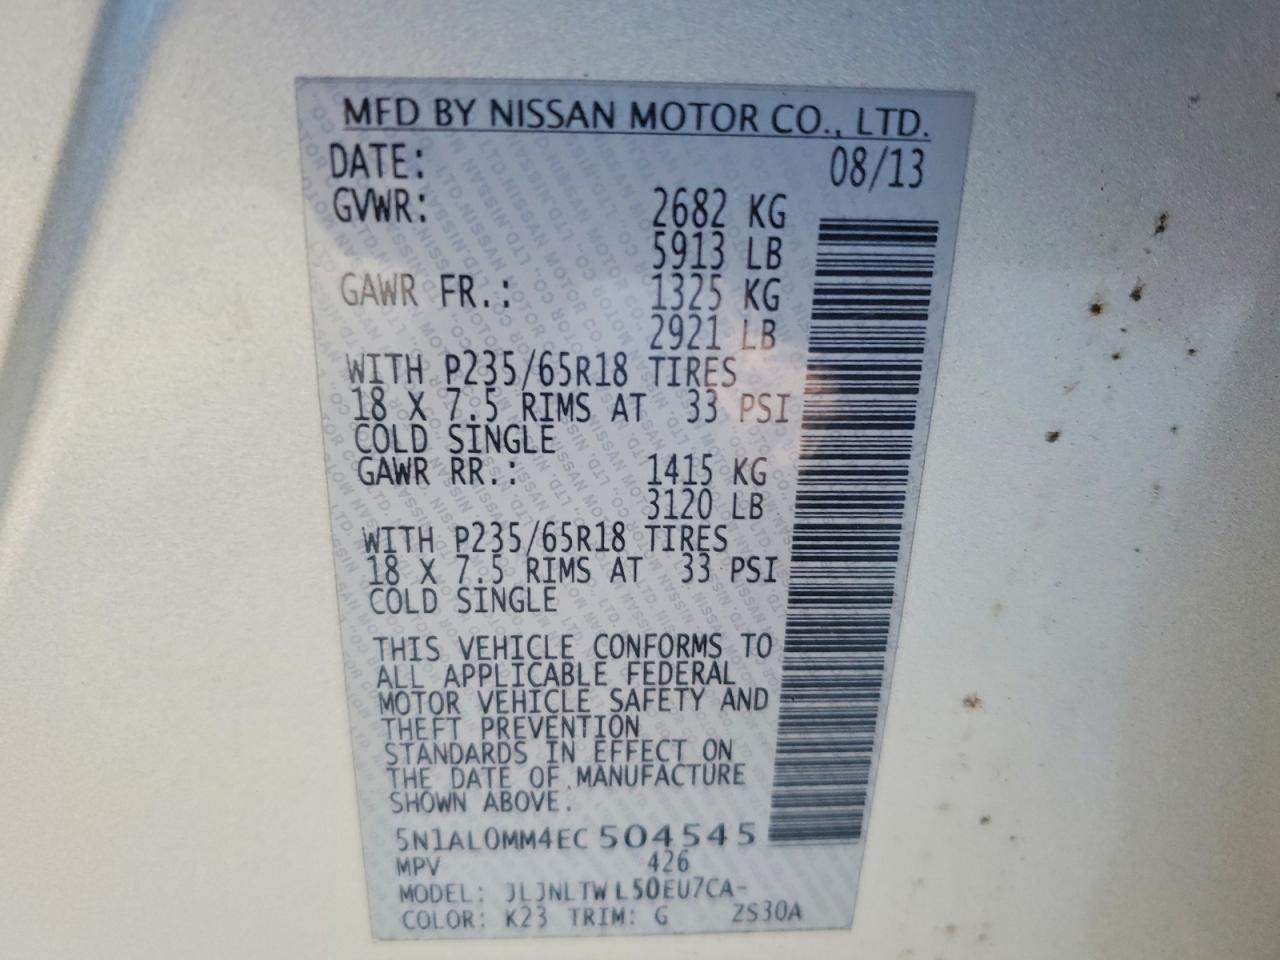 MFD BY NISSAN MOTOR CO., LTD.
DATE: 08/13
GVWR: 2682 KG
5913 LB
GAWR FR.: 1325 KG
2921 LB
WITH P235/65R18 TIRES
18 X 7.5 RIMS AT 33 PSI
COLD SINGLE
GAWR RR.: 1415 KG
3120 LB
WITH P235/65R18 TIRES
18 X 7.5 RIMS AT 33 PSI
COLD SINGLE
THIS VEHICLE CONFORMS TO
ALL APPLICABLE FEDERAL
MOTOR VEHICLE SAFETY AND
THEFT PREVENTION
STANDARDS IN EFFECT ON
THE DATE OF MANUFACTURE
SHOWN ABOVE.
5N1AL0MM4EC504545
MPV 426
MODEL: JLJNLTWL50EU7CA-
COLOR: K23 TRIM: G ZS30A